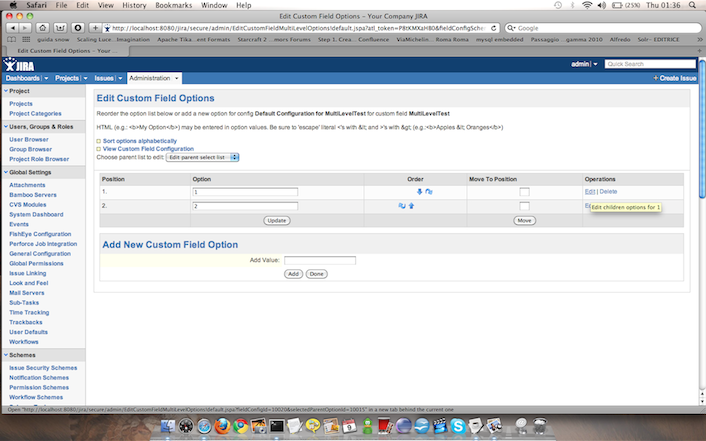 Safari File Edit View History Bookmarks Window Help (25%) Thu 01:36
Edit Custom Field Options – Your Company JIRA
http://localhost:8080/jira/secure/admin/EditCustomFieldMultiLevelOptions!default.jspa?atl_token=P8tKMXaH80&fieldConfigSchem
Google
guida snow Scaling Luce...Imagination Apache Tika...ent Formats Starcraft 2 ...mors Forum Step 1. Crea... Confluence ViaMichelin... Roma Roma mysql embedded Passaggio gamma 2010 Alfredo Solr - EDITRICE
Edit Custom Field Options – Your ...
JIRA
admin Quick Search
Dashboards Projects Issues Administration + Create Issue
Project
Projects
Project Categories
Users, Groups & Roles
User Browser
Group Browser
Project Role Browser
Global Settings
Attachments
Bamboo Servers
CVS Modules
System Dashboard
Events
FishEye Configuration
Perforce Job Integration
General Configuration
Global Permissions
Issue Linking
Look and Feel
Mail Servers
Sub-Tasks
Time Tracking
Trackbacks
User Defaults
Workflows
Schemes
Issue Security Schemes
Notification Schemes
Permission Schemes
Workflow Schemes
Edit Custom Field Options
Reorder the option list below or add a new option for config Default Configuration for MultiLevelTest for custom field MultiLevelTest
HTML (e.g.: <b>My Option</b>) may be entered in option values. Be sure to 'escape' literal <'s with &lt; and >'s with &gt; (e.g.:<b>Apples &lt; Oranges</b>)
Sort options alphabetically
View Custom Field Configuration
Choose parent list to edit: Edit parent select list
Position Option Order Move To Position Operations
1. 1 Edit | Delete
2. 2
Edit children options for 1
Update Move
Add New Custom Field Option
Add Value:
Add Done
Open "http://localhost:8080/jira/secure/admin/EditCustomFieldMultiLevelOptions!default.jspa?fieldConfigId=10020&selectedParentOptionId=10015" in a new tab behind the current one